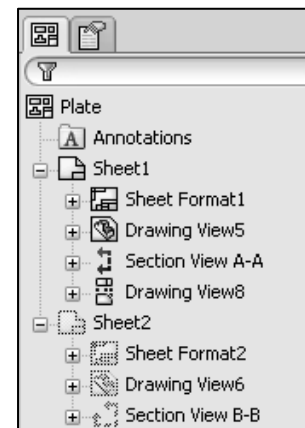 Plate
A Annotations
Sheet1
Sheet Format1
Drawing View5
Section View A-A
Drawing View8
Sheet2
Sheet Format2
Drawing View6
Section View B-B